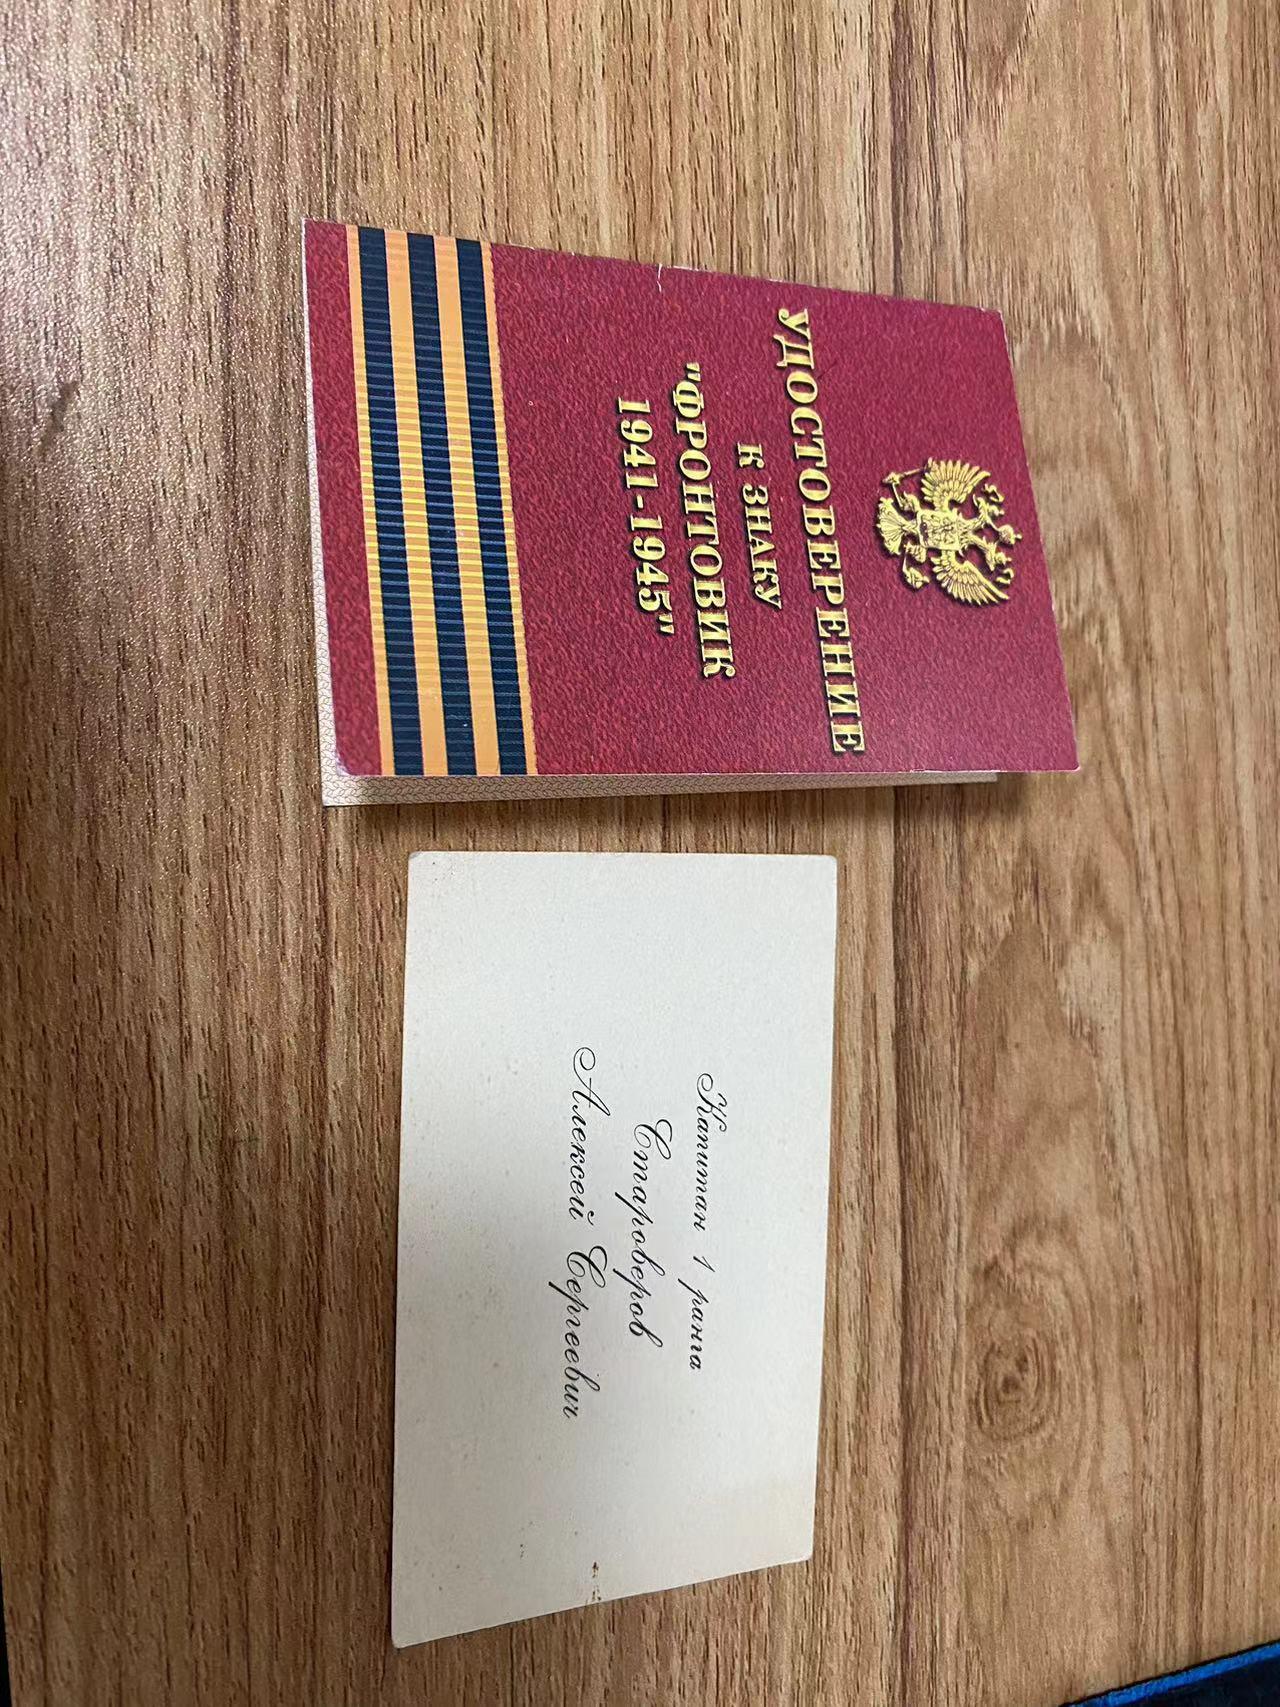 УДОСТОВЕРЕНИЕ
К ЗНАКУ
"ФРОНТОВИК
1941-1945"
Капитан 1 ранга
Староверов
Алексей Сергеевич